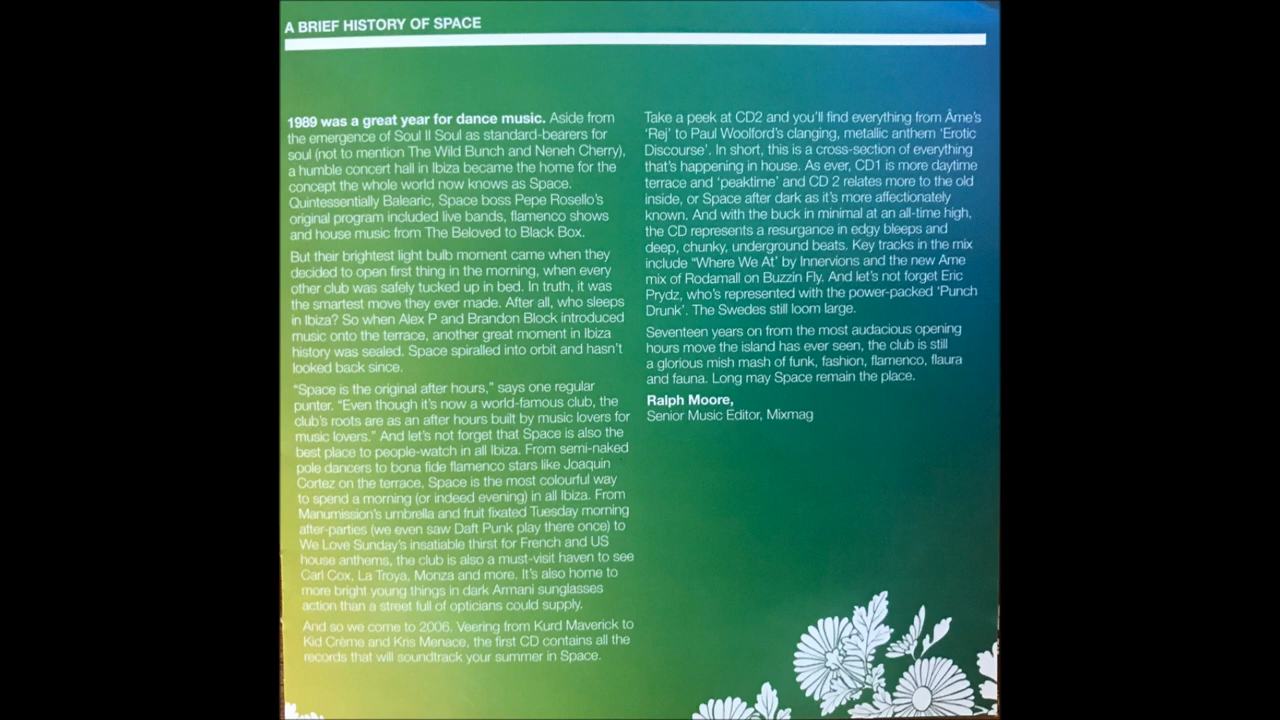 A BRIEF HISTORY OF SPACE
1989 was a great year for dance music. Aside from
the emergence of Soul II Soul as standard-bearers for
soul (not to mention The Wild Bunch and Neneh Cherry),
a humble concert hall in Ibiza became the home for the
concept the whole world now knows as Space.
Quintessentially Balearic, Space boss Pepe Rosello's
original program included live bands, flamenco shows
and house music from The Beloved to Black Box.
But their brightest light bulb moment came when they
decided to open first thing in the morning, when every
other club was safely tucked up in bed. In truth, it was
the smartest move they ever made. After all, who sleeps
in Ibiza? So when Alex P and Brandon Block introduced
music onto the terrace, another great moment in Ibiza
history was sealed. Space spiralled into orbit and hasn't
looked back since.
"Space is the original after hours," says one regular
punter. "Even though it's now a world-famous club, the
club's roots are as an after hours built by music lovers for
music lovers." And let's not forget that Space is also the
best place to people-watch in all Ibiza. From semi-naked
pole dancers to bona fide flamenco stars like Joaquin
Cortez on the terrace, Space is the most colourful way
to spend a morning (or indeed evening) in all Ibiza. From
Manumission's umbrella and fruit fixated Tuesday morning
after-parties (we even saw Daft Punk play there once) to
We Love Sunday's insatiable thirst for French and US
house anthems, the club is also a must-visit haven to see
Carl Cox, La Troya, Monza and more. It's also home to
more bright young things in dark Armani sunglasses
action than a street full of opticians could supply.
And so we come to 2006. Veering from Kurd Maverick to
Kid Crème and Kris Menace, the first CD contains all the
records that will soundtrack your summer in Space.
Take a peek at CD2 and you'll find everything from Âme's
'Rej' to Paul Woolford's clanging, metallic anthem 'Erotic
Discourse'. In short, this is a cross-section of everything
that's happening in house. As ever, CD1 is more daytime
terrace and 'peaktime' and CD 2 relates more to the old
inside, or Space after dark as it's more affectionately
known. And with the buck in minimal at an all-time high,
the CD represents a resurgance in edgy bleeps and
deep, chunky, underground beats. Key tracks in the mix
include "Where We At' by Innervions and the new Ame
mix of Rodamall on Buzzin Fly. And let's not forget Eric
Prydz, who's represented with the power-packed 'Punch
Drunk'. The Swedes still loom large.
Seventeen years on from the most audacious opening
hours move the island has ever seen, the club is still
a glorious mish mash of funk, fashion, flamenco, flaura
and fauna. Long may Space remain the place.
Ralph Moore,
Senior Music Editor, Mixmag